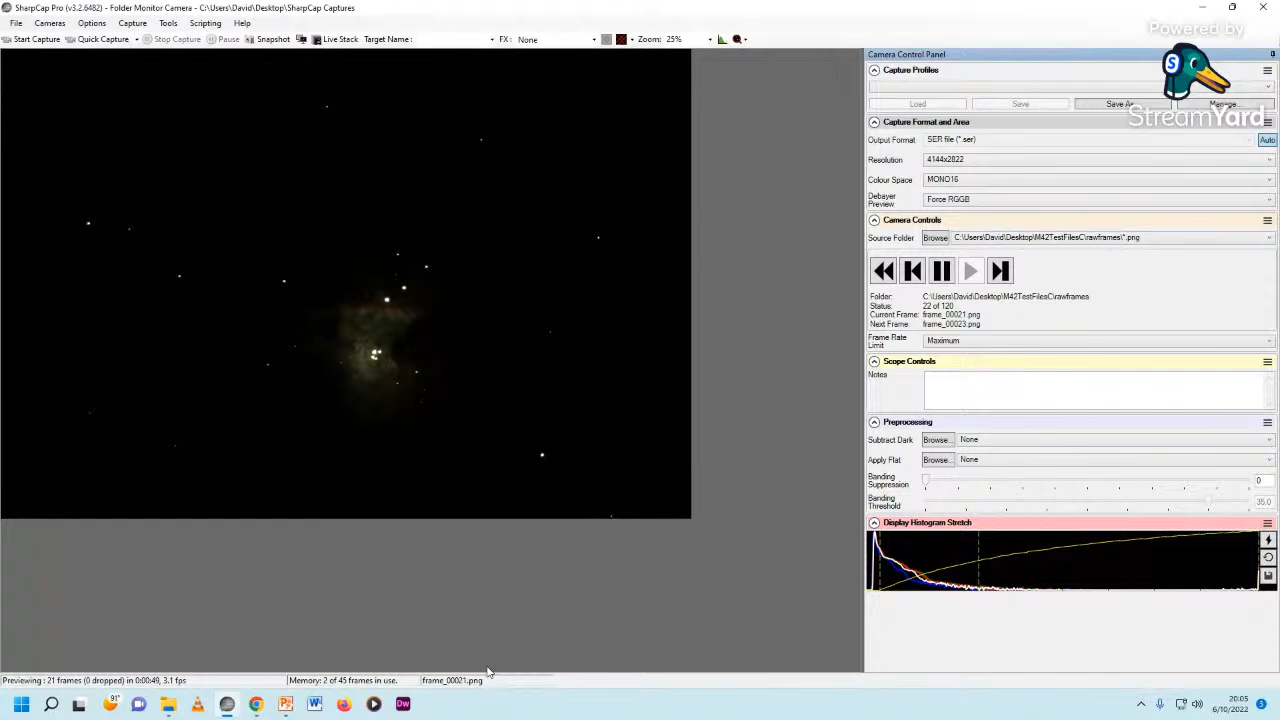 SharpCap Pro (v3.2.6482) - Folder Monitor Camera - C:\Users\David\Desktop\SharpCap Captures
File Cameras Options Capture Tools Scripting Help
Start Capture Quick Capture Stop Capture Pause Snapshot Live Stack Target Name: FX: None Zoom: 25%
Powered by
StreamYard
Camera Control Panel
Capture Profiles
Load Save Save As Manage...
Capture Format and Area
Output Format SER file (*.ser) Auto
Resolution 4144x2822
Colour Space MONO16
Debayer Preview Force RGGB
Camera Controls
Source Folder Browse C:\Users\David\Desktop\M42TestFilesC\rawframes\*.png
Folder: C:\Users\David\Desktop\M42TestFilesC\rawframes
Status: 22 of 120
Current Frame: frame_00021.png
Next Frame: frame_00023.png
Frame Rate Limit Maximum
Scope Controls
Notes
Preprocessing
Subtract Dark Browse... None
Apply Flat Browse... None
Banding Suppression 0
Banding Threshold 35.0
Display Histogram Stretch
Previewing : 21 frames (0 dropped) in 0:00:49, 3.1 fps Memory: 2 of 45 frames in use. frame_00021.png
91°
20:05
6/10/2022
3